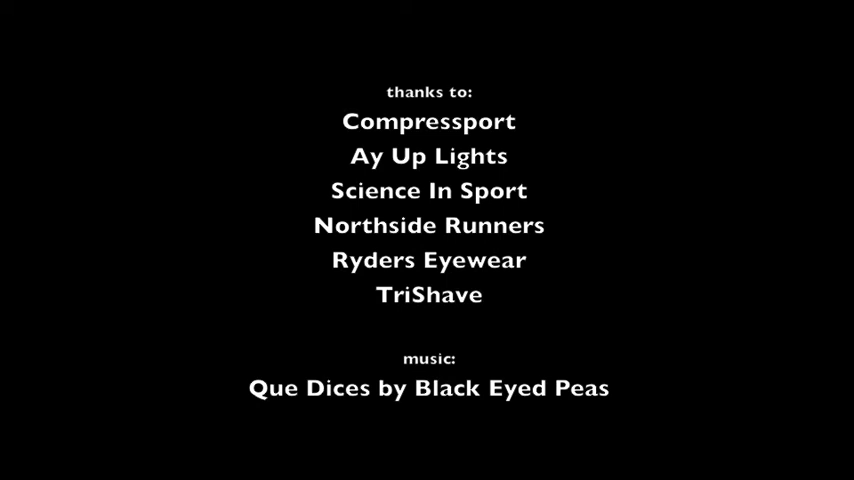 thanks to:
Compressport
Ay Up Lights
Science In Sport
Northside Runners
Ryders Eyewear
TriShave
music:
Que Dices by Black Eyed Peas